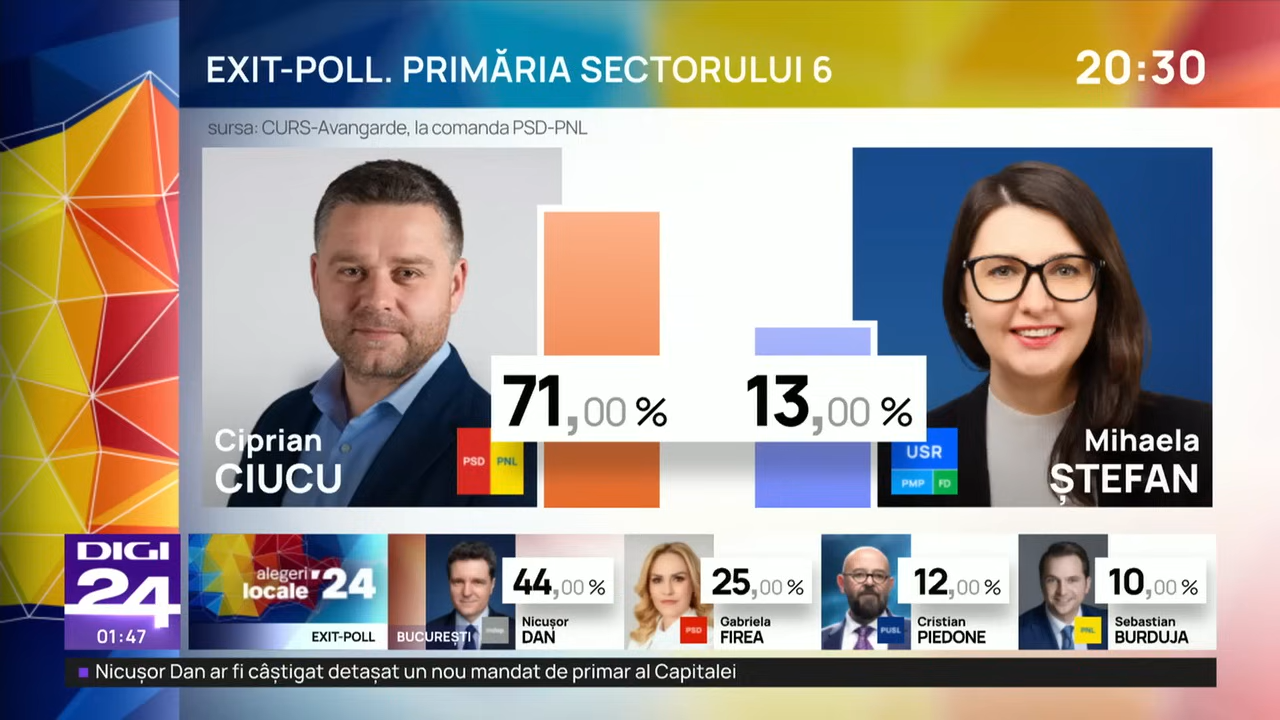 EXIT-POLL. PRIMĂRIA SECTORULUI 6
20:30
sursa: CURS-Avangarde, la comanda PSD-PNL
71,00 %
13,00 %
Ciprian
CIUCU
PSD PNL
USR
PMP FD
Mihaela
ȘTEFAN
DIGI
24
01:47
alegeri
locale '24
EXIT-POLL
BUCUREȘTI
44,00 %
Nicușor
DAN
25,00 %
PSD
Gabriela
FIREA
12,00 %
PUSL
Cristian
PIEDONE
10,00 %
PNL
Sebastian
BURDUJA
Nicușor Dan ar fi câștigat detașat un nou mandat de primar al Capitalei